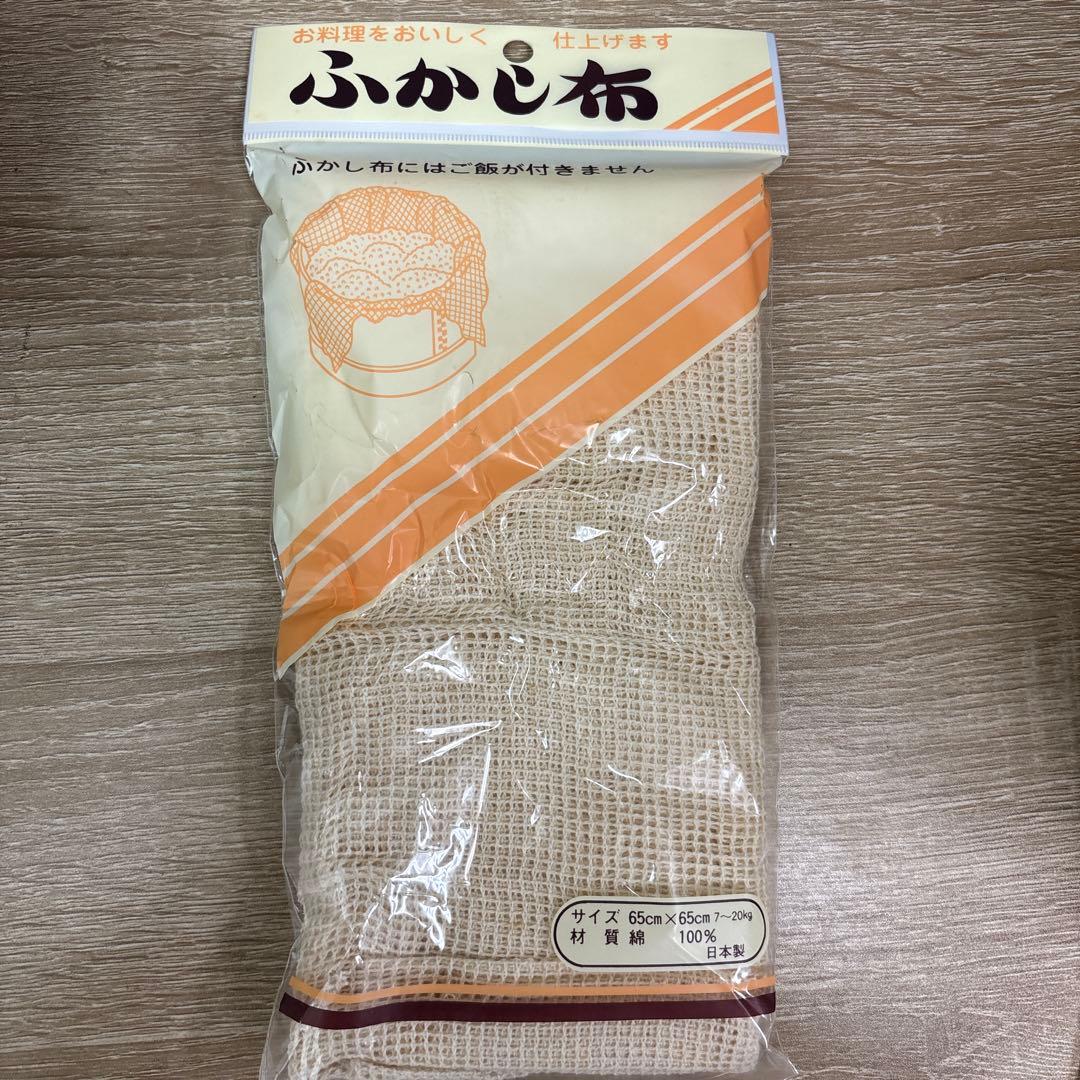 お料理をおいしく 仕上げます
ふかし布
ふかし布にはご飯が付きません
サイズ 65cm×65cm 7〜20kg
材質 綿 100%
日本製